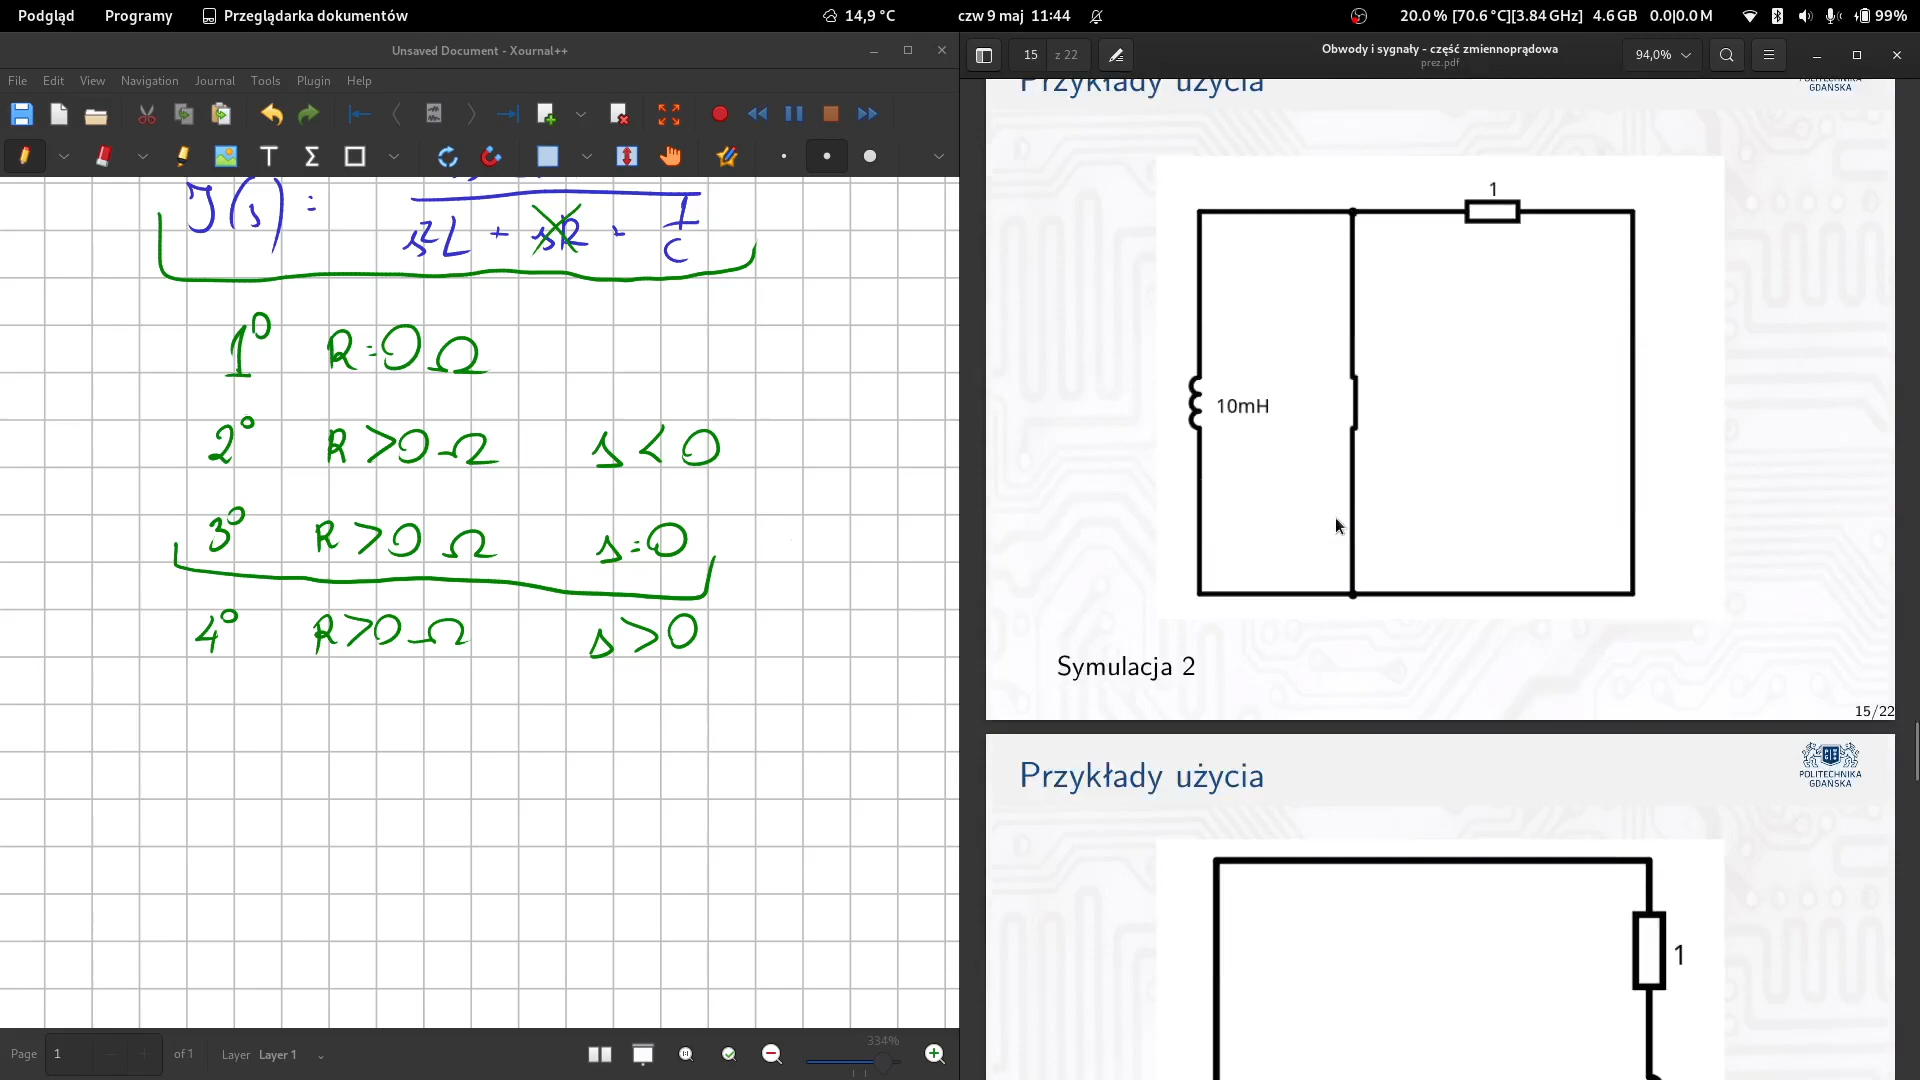 Podgląd Programy Przeglądarka dokumentów 14,9 °C czw 9 maj 11:44 20.0 % [70.6 °C][3.84 GHz] 4.6 GB 0.0|0.0 M 99%
Unsaved Document - Xournal++
File Edit View Navigation Journal Tools Plugin Help
I(s) =
s²L + sR + 1/C
1° R=0Ω
2° R>0Ω s<0
3° R>0Ω s=0
4° R>0Ω s>0
Page 1 of 1 Layer Layer 1 334%
15 z 22 Obwody i sygnały - część zmiennoprądowa 94,0%
prez.pdf
Przykłady użycia
POLITECHNIKA
GDAŃSKA
1
10mH
Symulacja 2
15/22
Przykłady użycia
POLITECHNIKA
GDAŃSKA
1